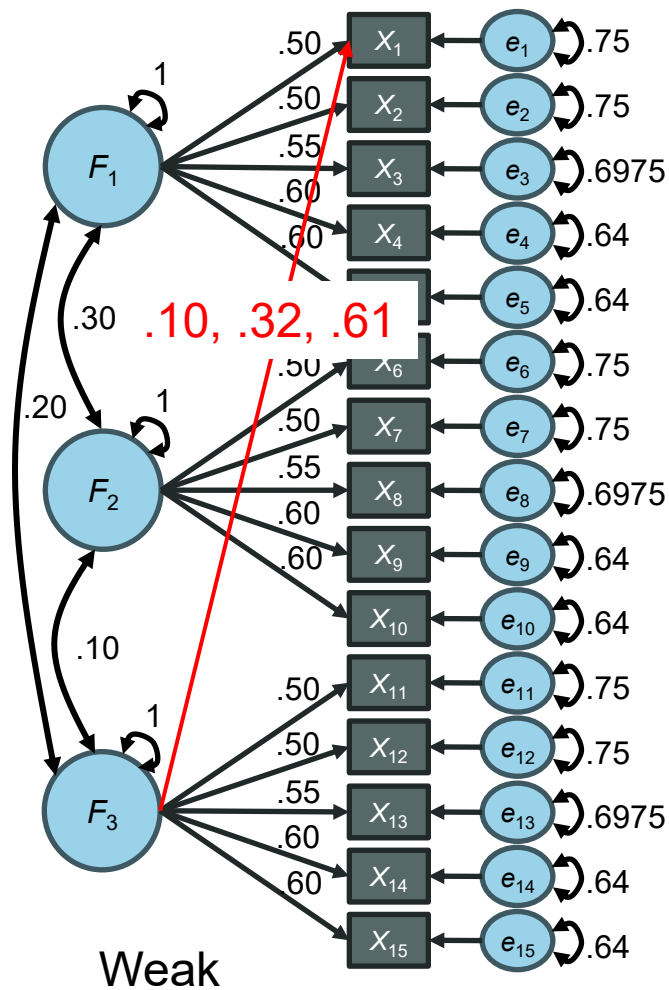 .50 X1 e1 .75
1 .50 X2 e2 .75
F1 .55 X3 e3 .6975
.60 X4 e4 .64
.60 e5 .64
.30 .10, .32, .61
.50 X6 e6 .75
.20 1 .50 X7 e7 .75
F2 .55 X8 e8 .6975
.60 X9 e9 .64
.60 X10 e10 .64
.10 .50 X11 e11 .75
1 .50 X12 e12 .75
F3 .55 X13 e13 .6975
.60 X14 e14 .64
.60 X15 e15 .64
Weak